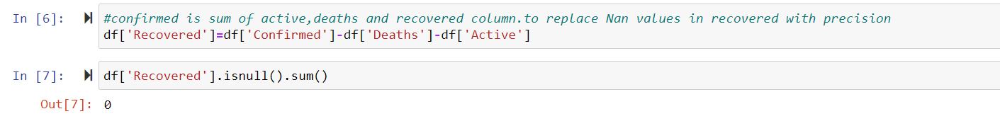 In [6]: #confirmed is sum of active,deaths and recovered column.to replace Nan values in recovered with precision
df['Recovered']=df['Confirmed']-df['Deaths']-df['Active']
In [7]: df['Recovered'].isnull().sum()
Out[7]: 0